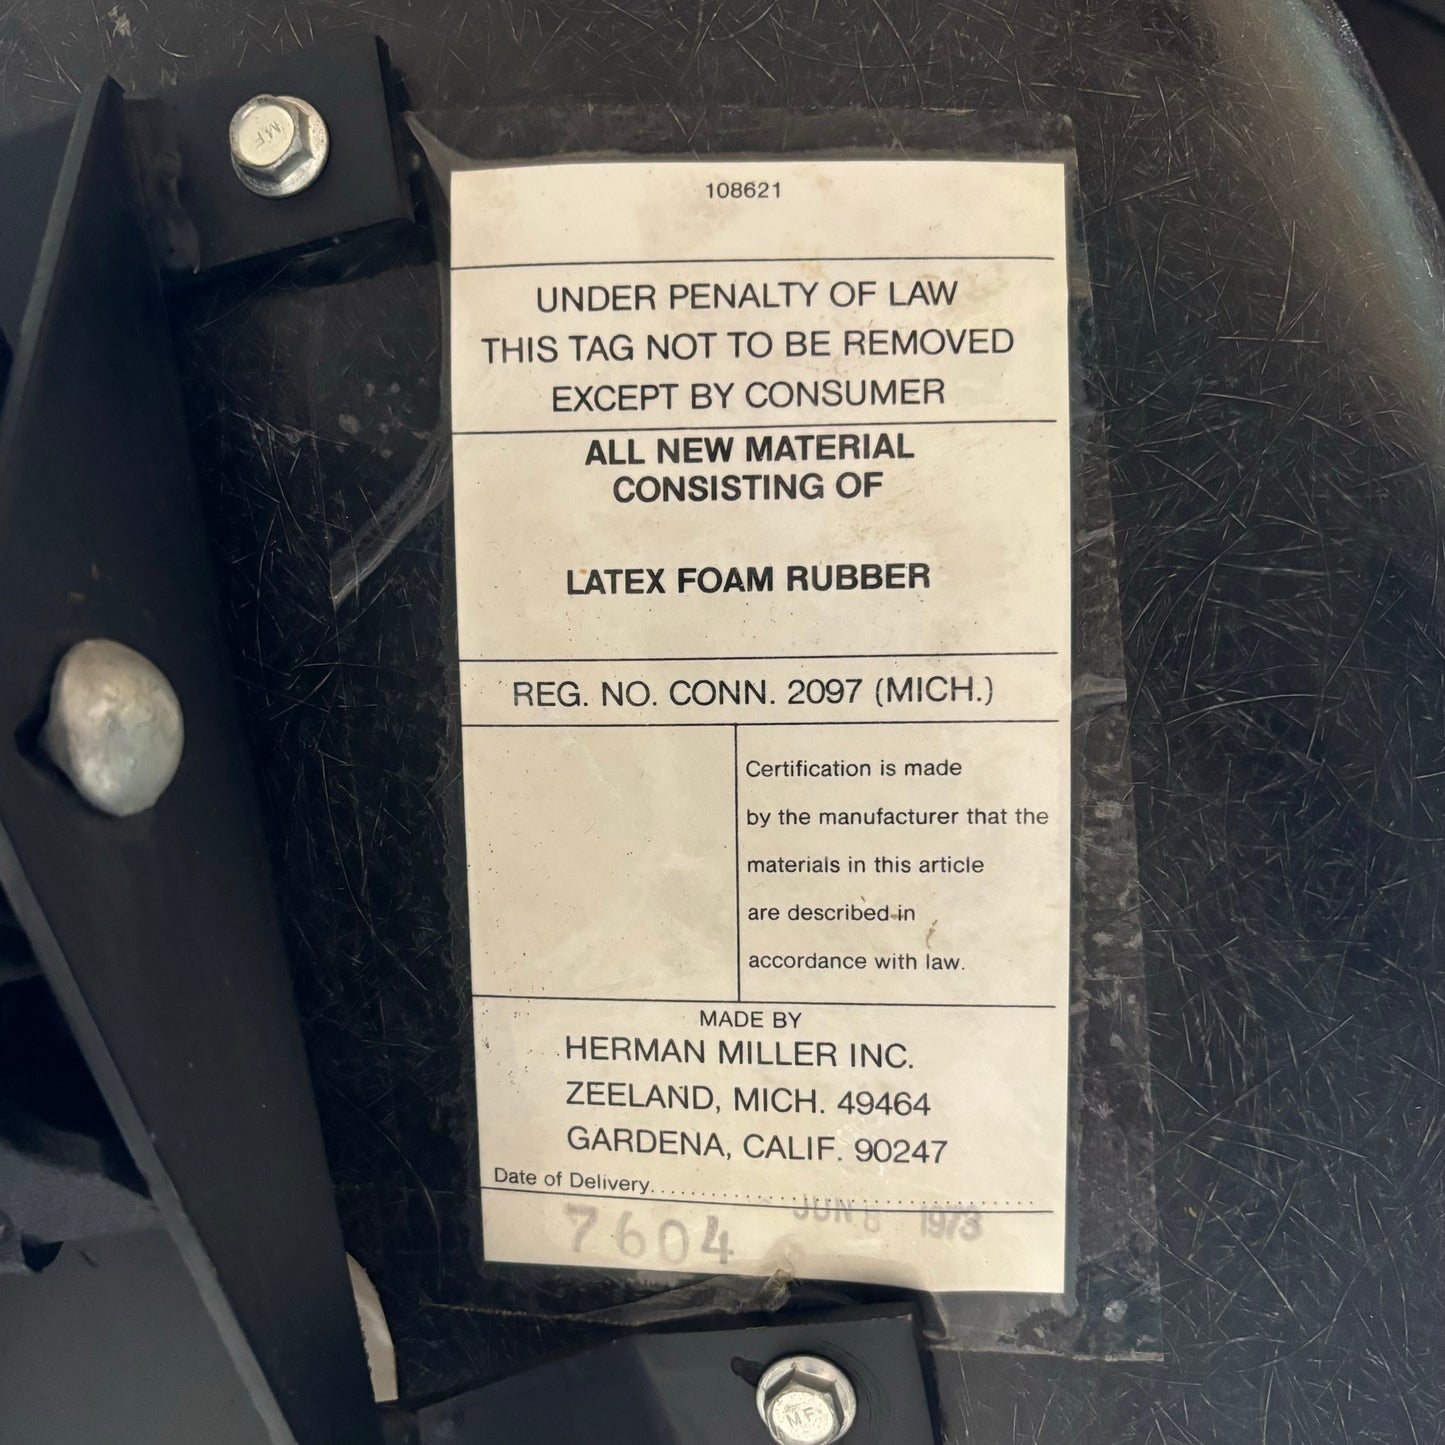 MF
108621
UNDER PENALTY OF LAW
THIS TAG NOT TO BE REMOVED
EXCEPT BY CONSUMER
ALL NEW MATERIAL
CONSISTING OF
LATEX FOAM RUBBER
REG. NO. CONN. 2097 (MICH.)
Certification is made
by the manufacturer that the
materials in this article
are described in
accordance with law.
MADE BY
HERMAN MILLER INC.
ZEELAND, MICH. 49464
GARDENA, CALIF. 90247
Date of Delivery.......................................
7604 JUN 8 1973
MF